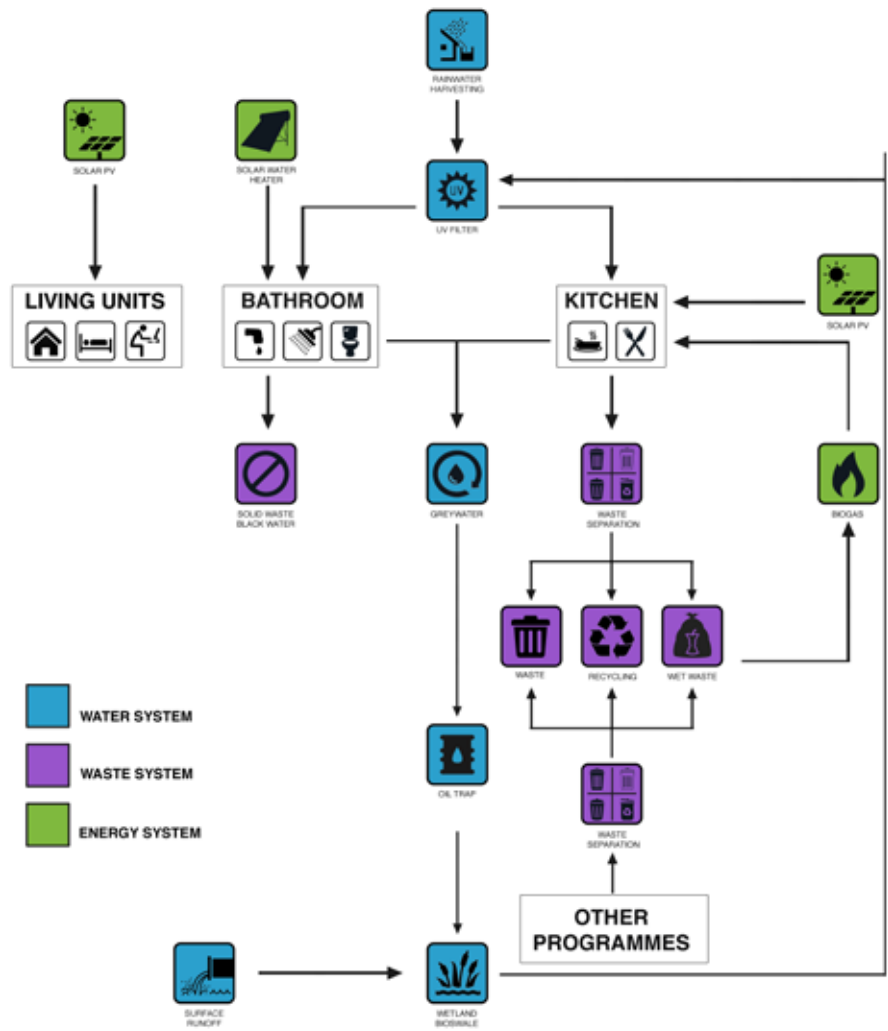 RAINWATER
HARVESTING
SOLAR PV
SOLAR WATER
HEATER
UV
UV FILTER
LIVING UNITS
BATHROOM
KITCHEN
SOLAR PV
SOLID WASTE
BLACK WATER
GREYWATER
WASTE
SEPARATION
BIOGAS
WASTE
RECYCLING
WET WASTE
WATER SYSTEM
WASTE SYSTEM
ENERGY SYSTEM
OIL TRAP
WASTE
SEPARATION
OTHER
PROGRAMMES
SURFACE
RUNOFF
WETLAND
BIOSWALE